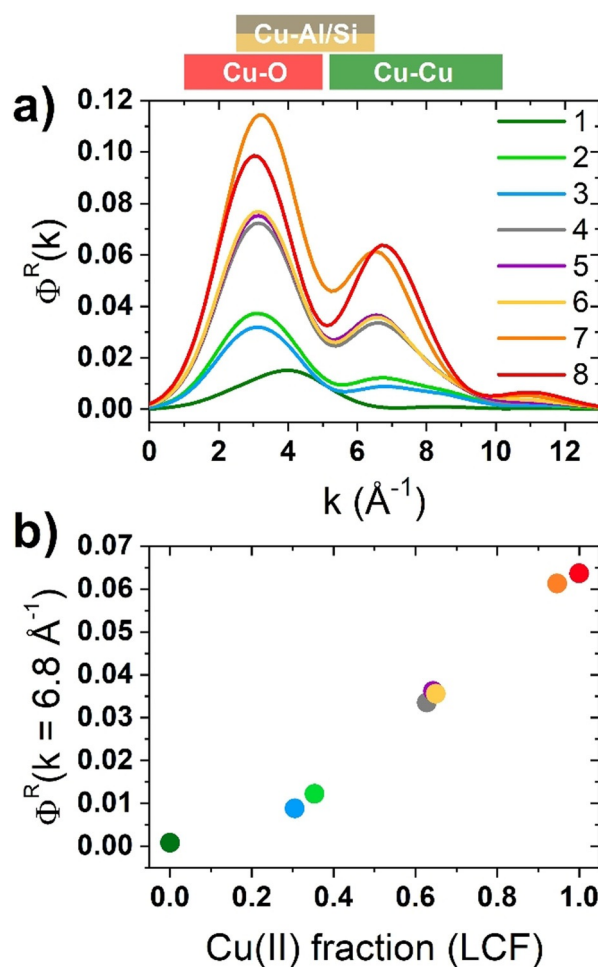 Cu-Al/Si
Cu-O
Cu-Cu
a)
0.12
0.10
0.08
0.06
0.04
0.02
0.00
Φᴿ(k)
1
2
3
4
5
6
7
8
0 2 4 6 8 10 12
k (Å⁻¹)
b)
0.07
0.06
0.05
0.04
0.03
0.02
0.01
0.00
Φᴿ(k = 6.8 Å⁻¹)
0.0 0.2 0.4 0.6 0.8 1.0
Cu(II) fraction (LCF)